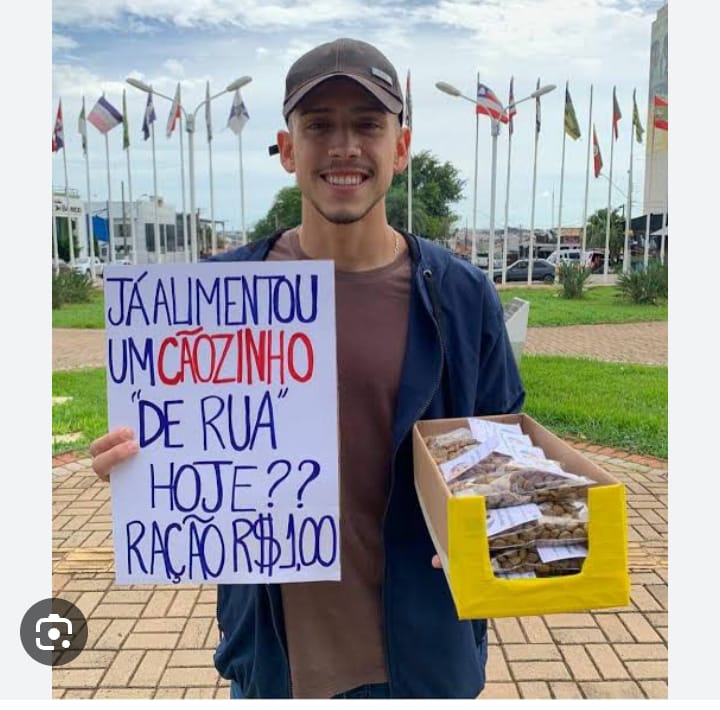 JÁ ALIMENTOU
UM CÃOZINHO
"DE RUA"
HOJE??
RAÇÃO R$1,00